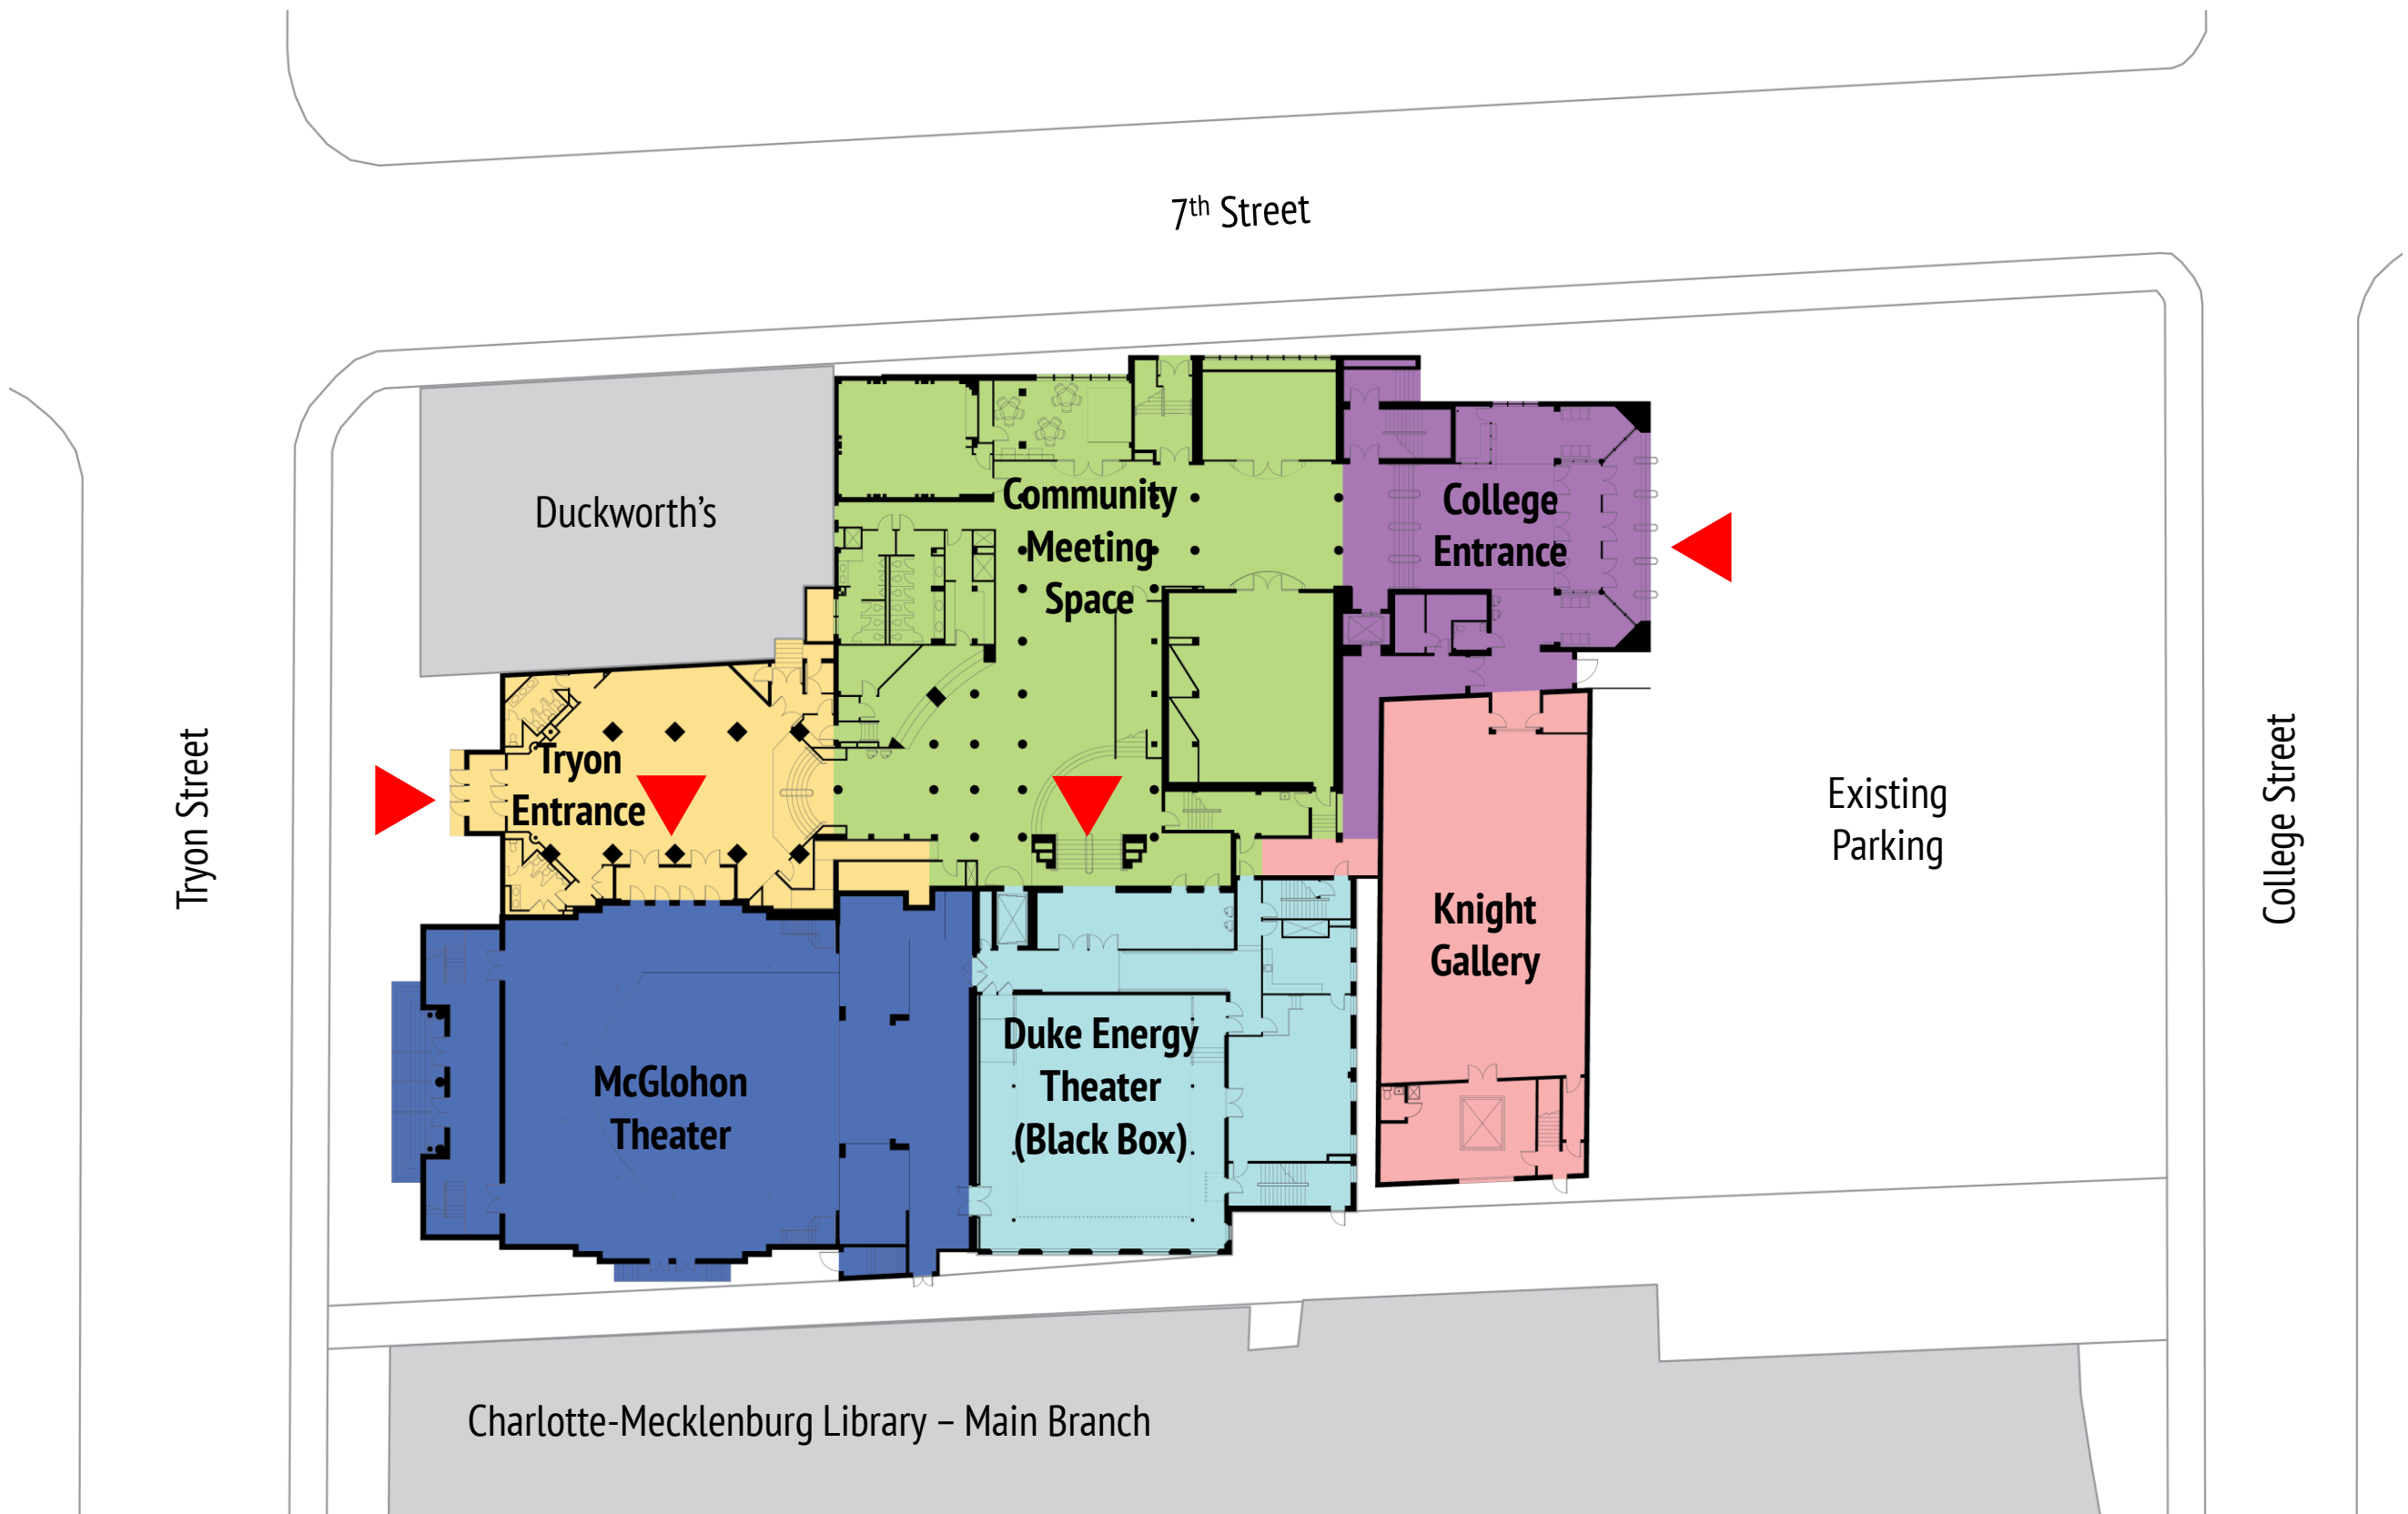 7th Street
Duckworth's
Community
Meeting
Space
College
Entrance
Tryon Street
Tryon
Entrance
Existing
Parking
College Street
Knight
Gallery
McGlohon
Theater
Duke Energy
Theater
(Black Box)
Charlotte-Mecklenburg Library – Main Branch